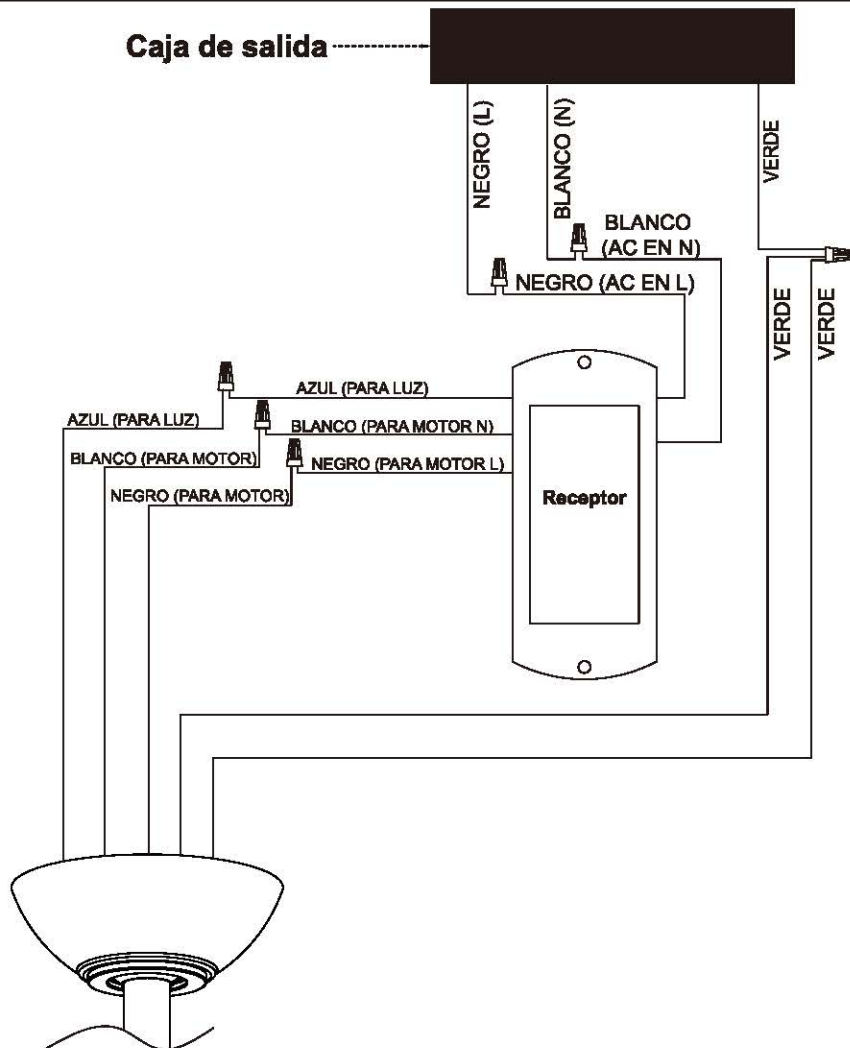 Caja de salida
NEGRO (L)
BLANCO (N)
VERDE
BLANCO
(AC EN N)
NEGRO (AC EN L)
VERDE
VERDE
AZUL (PARA LUZ)
AZUL (PARA LUZ)
BLANCO (PARA MOTOR N)
BLANCO (PARA MOTOR)
NEGRO (PARA MOTOR L)
NEGRO (PARA MOTOR)
Receptor